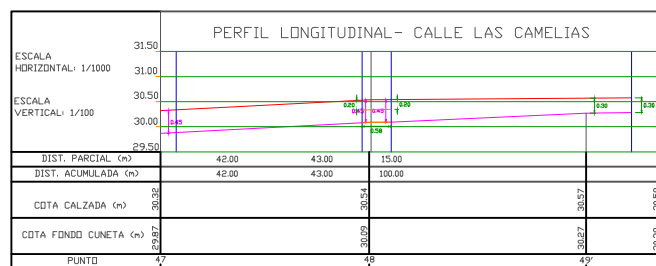 PERFIL LONGITUDINAL- CALLE LAS CAMELIAS
ESCALA
HORIZONTAL: 1/1000
ESCALA
VERTICAL: 1/100
31.50
31.00
30.50
30.00
29.50
0.45
0.20
0.45
0.45
0.20
0.50
0.30
0.30
DIST. PARCIAL (m) 42.00 43.00 15.00
DIST. ACUMULADA (m) 42.00 43.00 100.00
COTA CALZADA (m) 30.32 30.54 30.57
COTA FONDO CUNETA (m) 29.87 30.09 30.27
PUNTO 47 48 49'